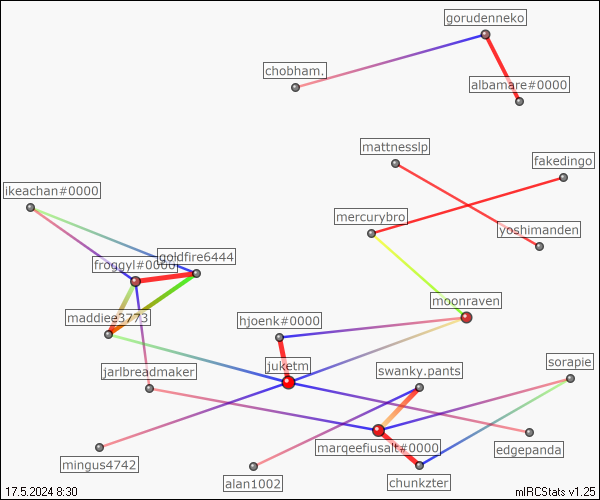 gorudenneko
chobham.
albamare#0000
mattnesslp
fakedingo
ikeachan#0000
mercurybro
yoshimanden
goldfire6444
froggyl#0000
moonraven
maddiee3773
hjoenk#0000
juketm
sorapie
jarlbreadmaker
swanky.pants
marqeefiusalt#0000
edgepanda
mingus4742
alan1002
chunkzter
17.5.2024 8:30
mIRCStats v1.25